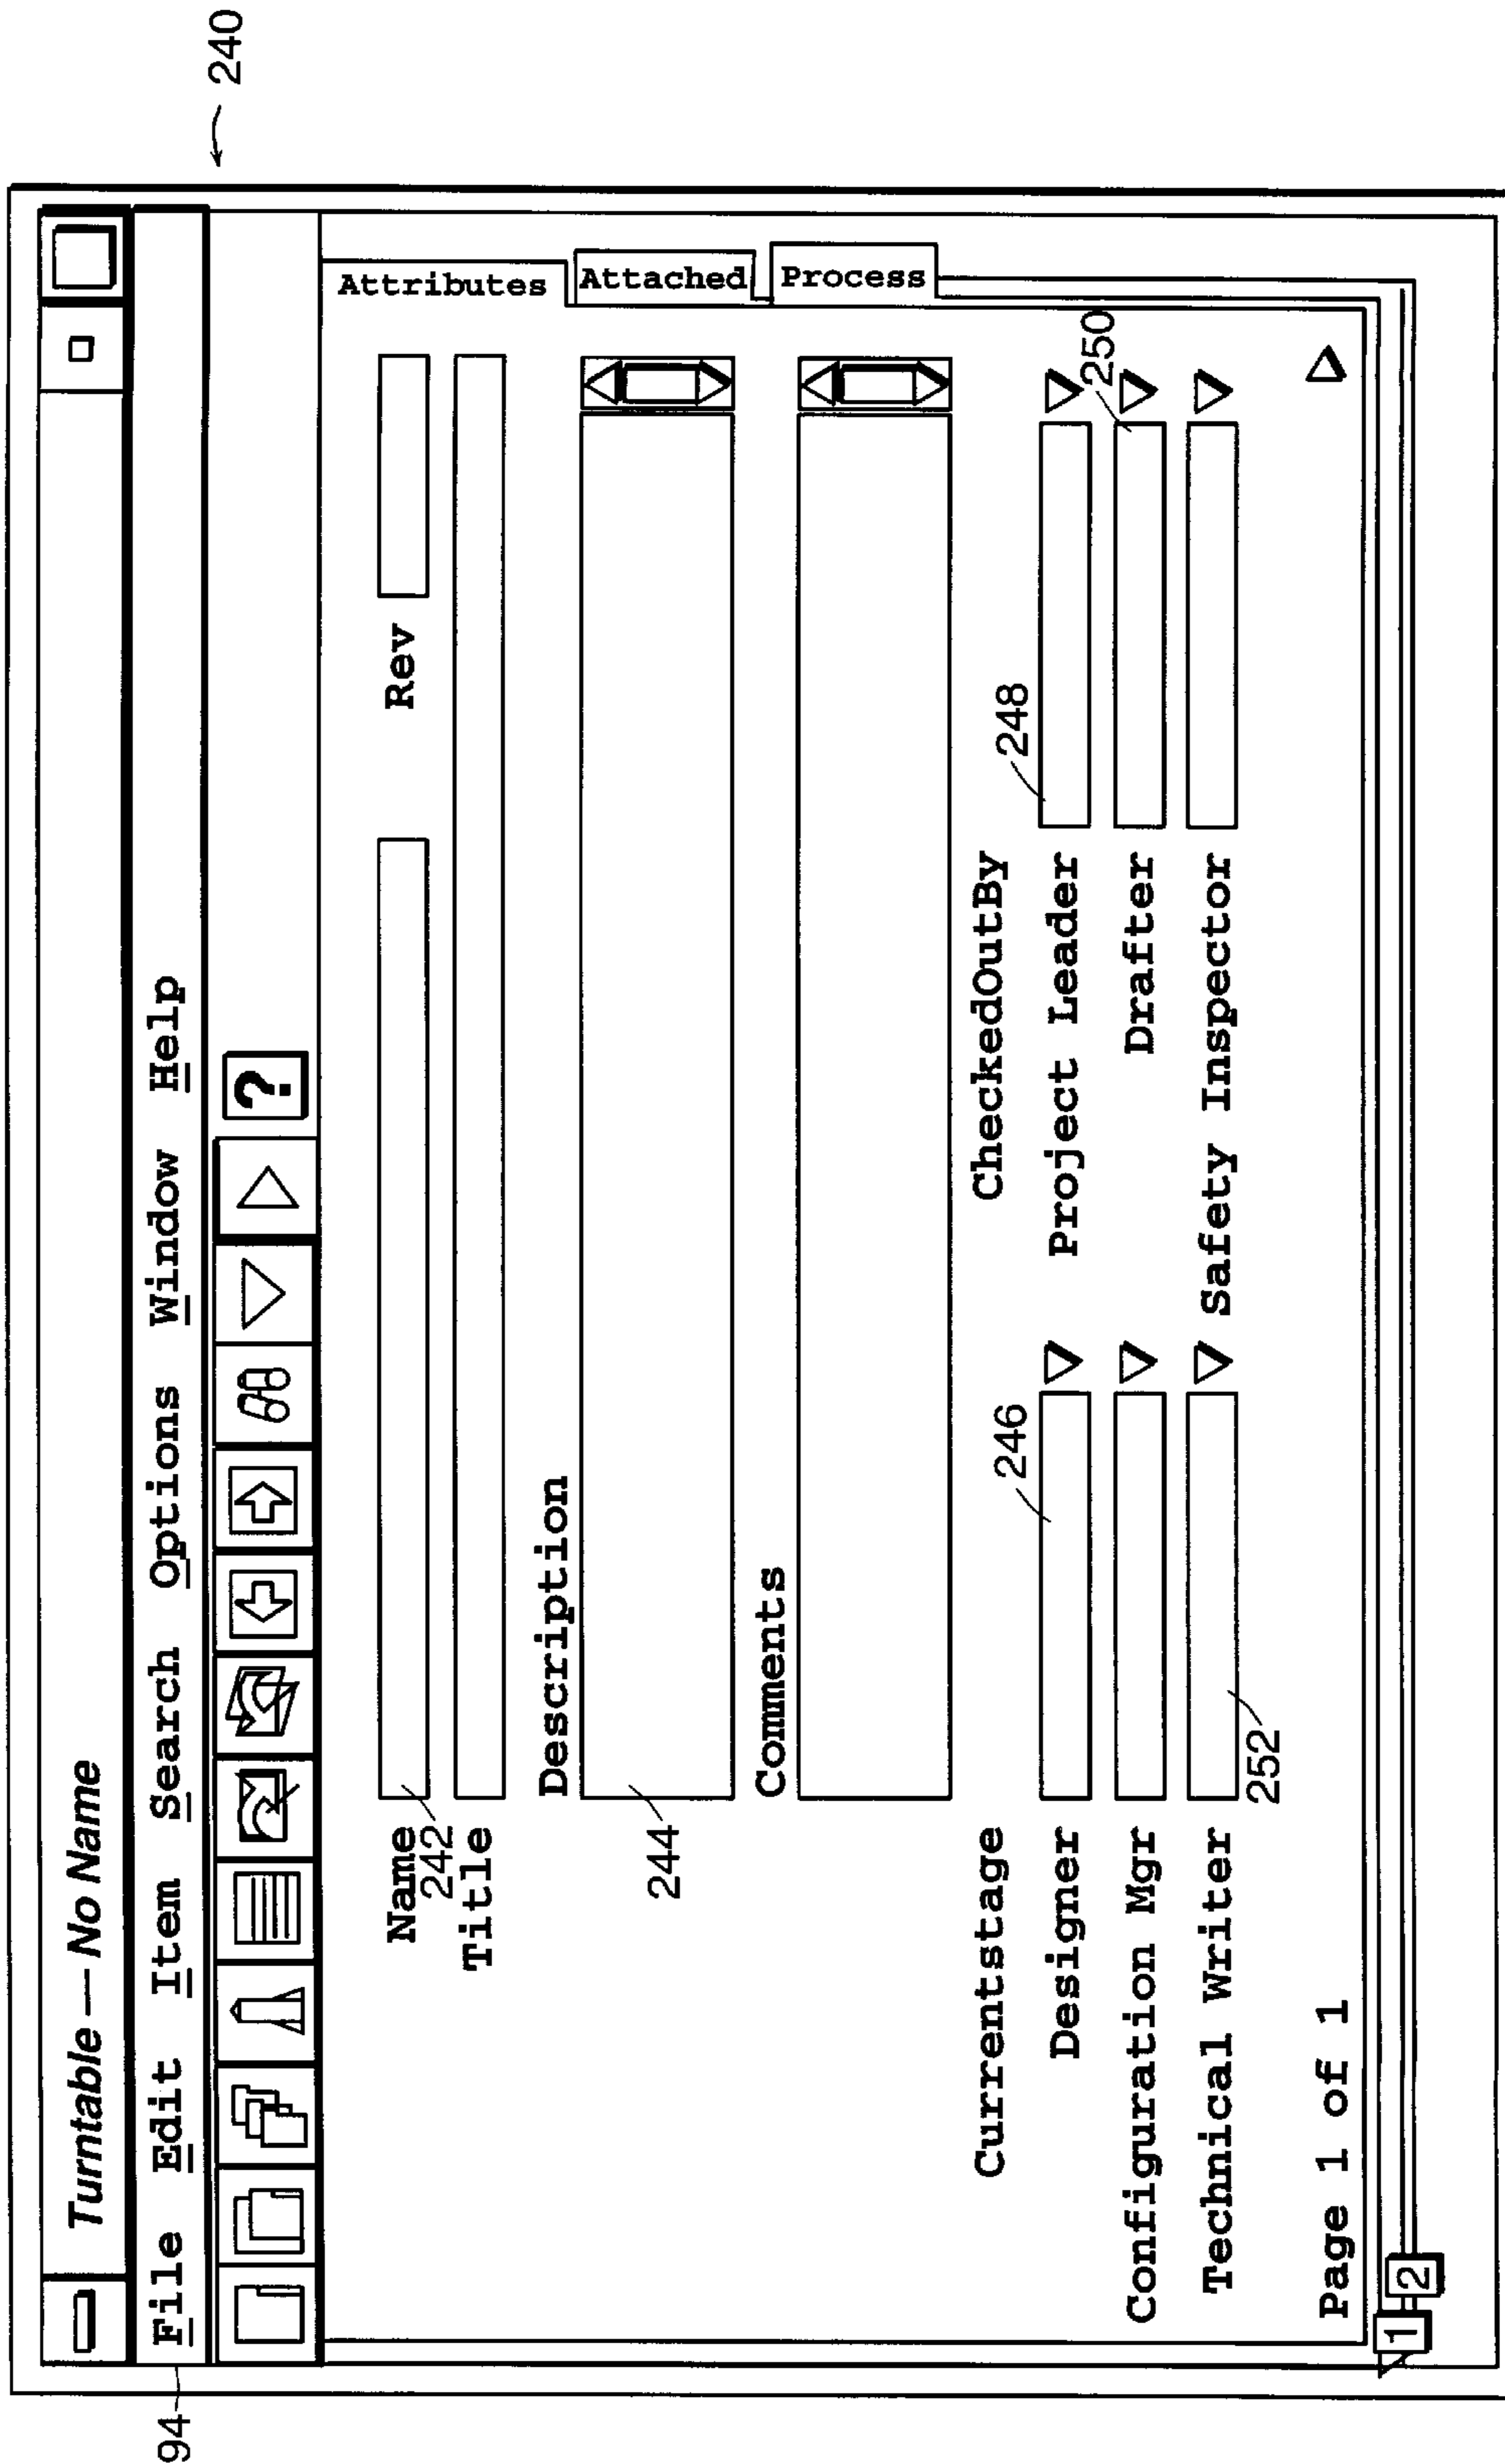 240
Turntable — No Name
94
File Edit Item Search Options Window Help
?
Attributes
Attached
Process
Name
Rev
242
Title
Description
244
Comments
Currentstage
CheckedOutBy
246
248
Designer
Project Leader
250
Configuration Mgr
Drafter
Technical Writer
Safety Inspector
252
Page 1 of 1
1
2